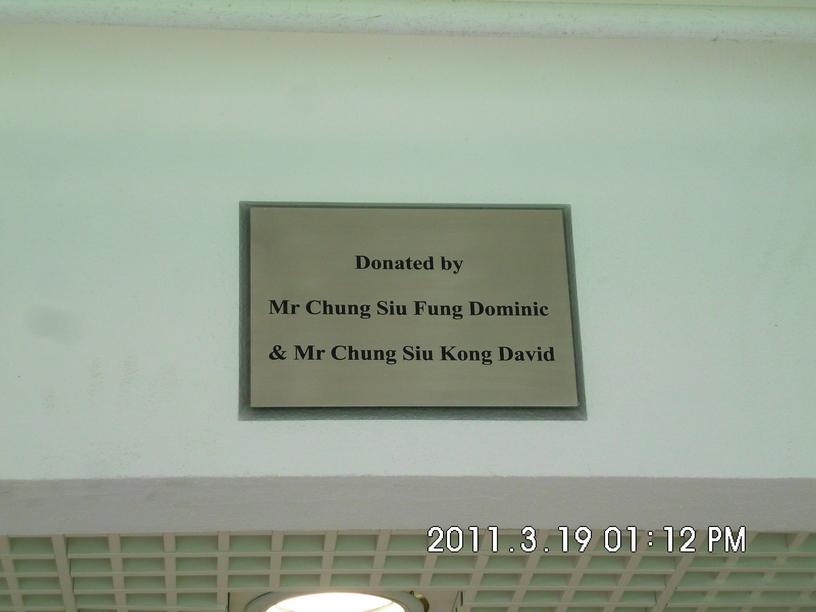 Donated by
Mr Chung Siu Fung Dominic
& Mr Chung Siu Kong David
2011.3.19 01:12 PM